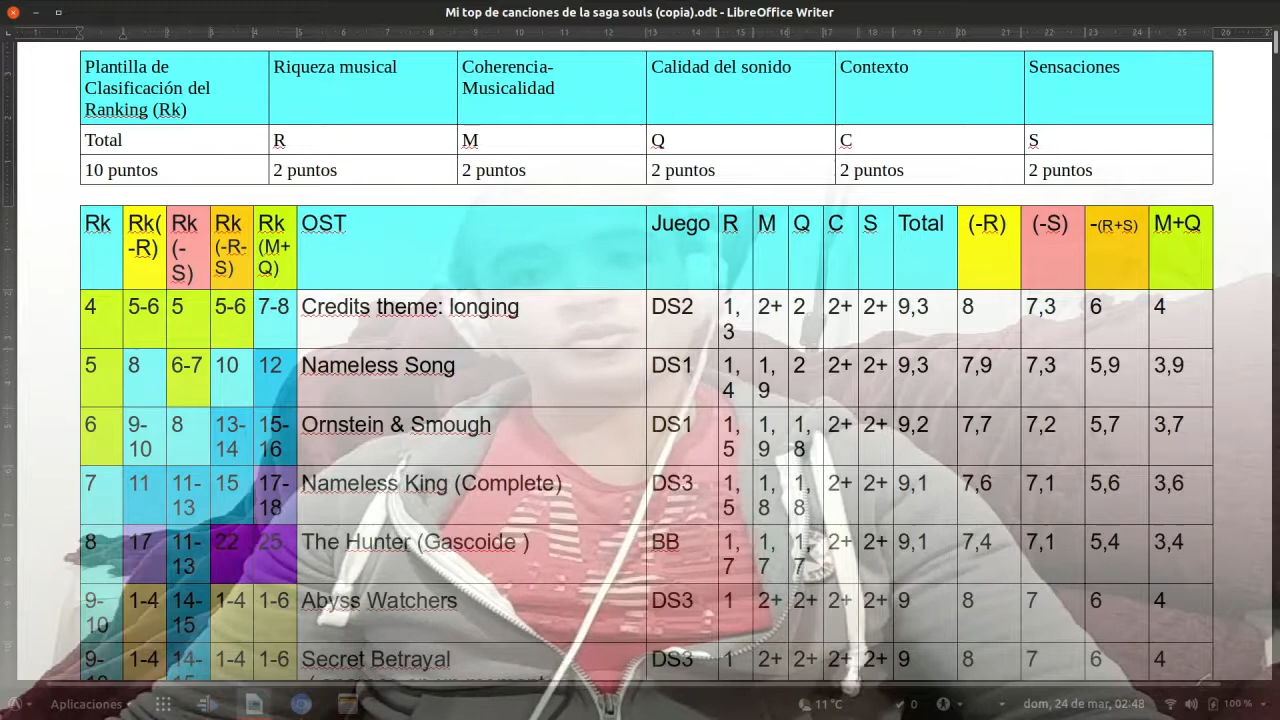 Mi top de canciones de la saga souls (copia).odt - LibreOffice Writer
Plantilla de Clasificación del Ranking (Rk) Riqueza musical Coherencia-Musicalidad Calidad del sonido Contexto Sensaciones
Total R M Q C S
10 puntos 2 puntos 2 puntos 2 puntos 2 puntos 2 puntos
Rk Rk(-R) Rk (-S) Rk (-R-S) Rk (M+Q) OST Juego R M Q C S Total (-R) (-S) -(R+S) M+Q
4 5-6 5 5-6 7-8 Credits theme: longing DS2 1,3 2+ 2 2+ 2+ 9,3 8 7,3 6 4
5 8 6-7 10 12 Nameless Song DS1 1,4 1,9 2 2+ 2+ 9,3 7,9 7,3 5,9 3,9
6 9-10 8 13-14 15-16 Ornstein & Smough DS1 1,5 1,9 1,8 2+ 2+ 9,2 7,7 7,2 5,7 3,7
7 11 11-13 15 17-18 Nameless King (Complete) DS3 1,5 1,8 1,8 2+ 2+ 9,1 7,6 7,1 5,6 3,6
8 17 11-13 22 25 The Hunter (Gascoide ) BB 1,7 1,7 1,7 2+ 2+ 9,1 7,4 7,1 5,4 3,4
9-10 1-4 14-15 1-4 1-6 Abyss Watchers DS3 1 2+ 2+ 2+ 2+ 9 8 7 6 4
9- 1-4 14- 1-4 1-6 Secret Betrayal DS3 1 2+ 2+ 2+ 2+ 9 8 7 6 4
Aplicaciones 11 °C 0 dom, 24 de mar, 02:48 100 %